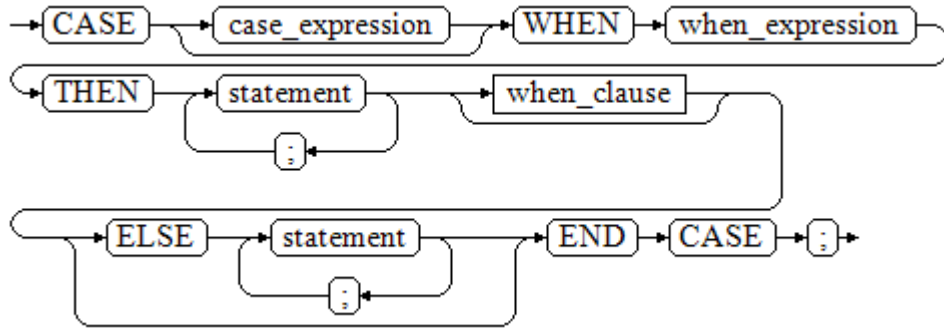 CASE case_expression WHEN when_expression
THEN statement when_clause
;
ELSE statement END CASE ;
;